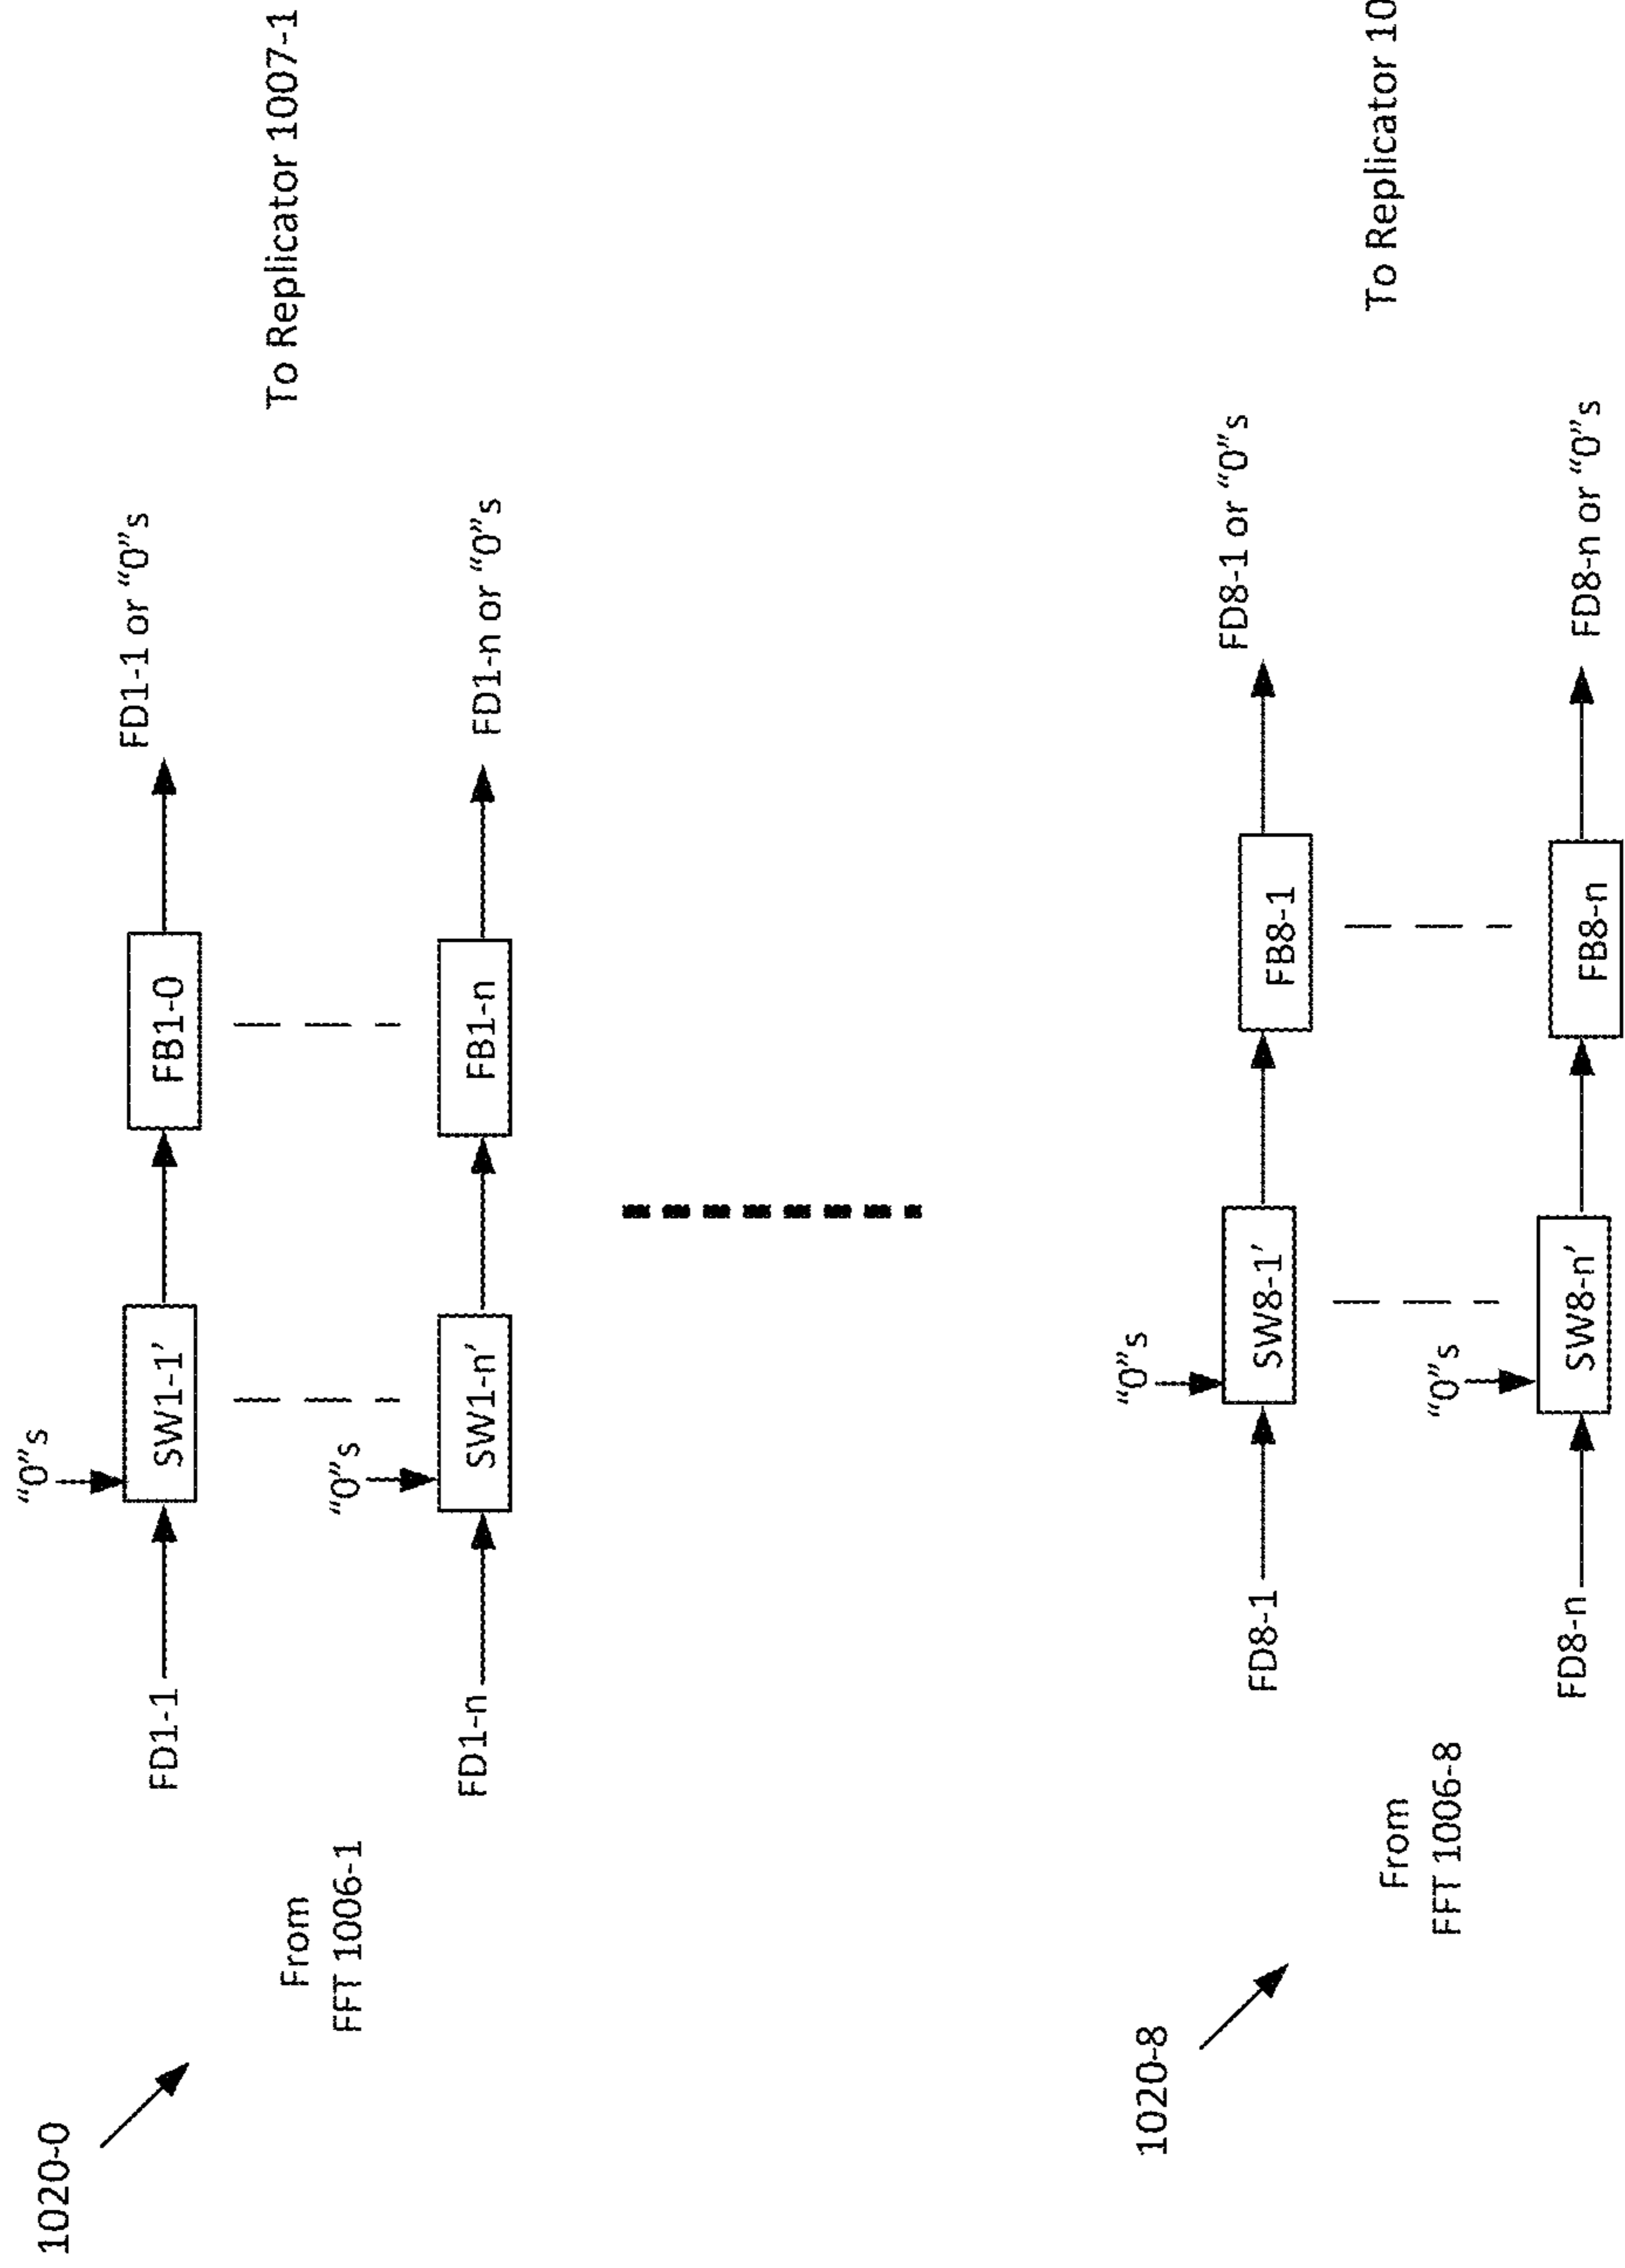 1020-0
From
FFT 1006-1
FD1-1
"0"s
SW1-1'
FB1-0
FD1-1 or "0"s
FD1-n
"0"s
SW1-n'
FB1-n
FD1-n or "0"s
To Replicator 1007-1
1020-8
From
FFT 1006-8
FD8-1
"0"s
SW8-1'
FB8-1
FD8-1 or "0"s
FD8-n
"0"s
SW8-n'
FB8-n
FD8-n or "0"s
To Replicator 10